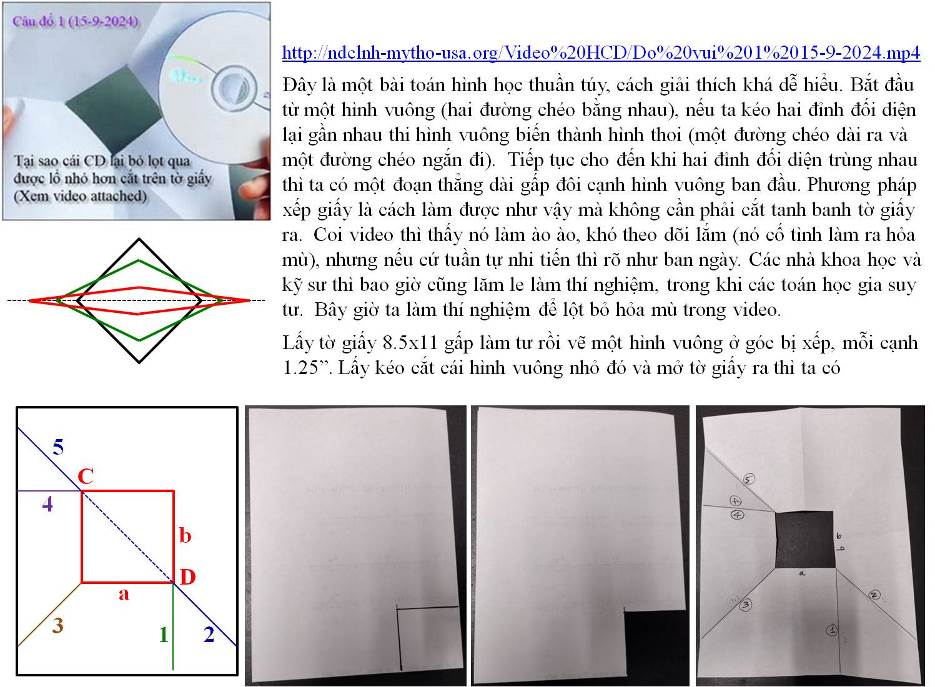 Câu đố 1 (15-9-2024)
Tại sao cái CD lại bỏ lọt qua
được lổ nhỏ hơn cắt trên tờ giấy
(Xem video attached)
http://ndclnh-mytho-usa.org/Video%20HCD/Do%20vui%201%2015-9-2024.mp4
Đây là một bài toán hình học thuần túy, cách giải thích khá dễ hiểu. Bắt đầu
từ một hình vuông (hai đường chéo bằng nhau), nếu ta kéo hai đỉnh đối diện
lại gần nhau thì hình vuông biến thành hình thoi (một đường chéo dài ra và
một đường chéo ngắn đi). Tiếp tục cho đến khi hai đỉnh đối diện trùng nhau
thì ta có một đoạn thẳng dài gấp đôi cạnh hình vuông ban đầu. Phương pháp
xếp giấy là cách làm được như vậy mà không cần phải cắt tanh banh tờ giấy
ra. Coi video thì thấy nó làm ào ào, khó theo dõi lắm (nó cố tình làm ra hỏa
mù), nhưng nếu cứ tuần tự nhi tiến thì rõ như ban ngày. Các nhà khoa học và
kỹ sư thì bao giờ cũng lăm le làm thí nghiệm, trong khi các toán học gia suy
tư. Bây giờ ta làm thí nghiệm để lột bỏ hỏa mù trong video.
Lấy tờ giấy 8.5x11 gấp làm tư rồi vẽ một hình vuông ở góc bị xếp, mỗi cạnh
1.25”. Lấy kéo cắt cái hình vuông nhỏ đó và mở tờ giấy ra thì ta có
5
C
4
b
D
a
3
1
2
5
4
b
b
a
3
2
1